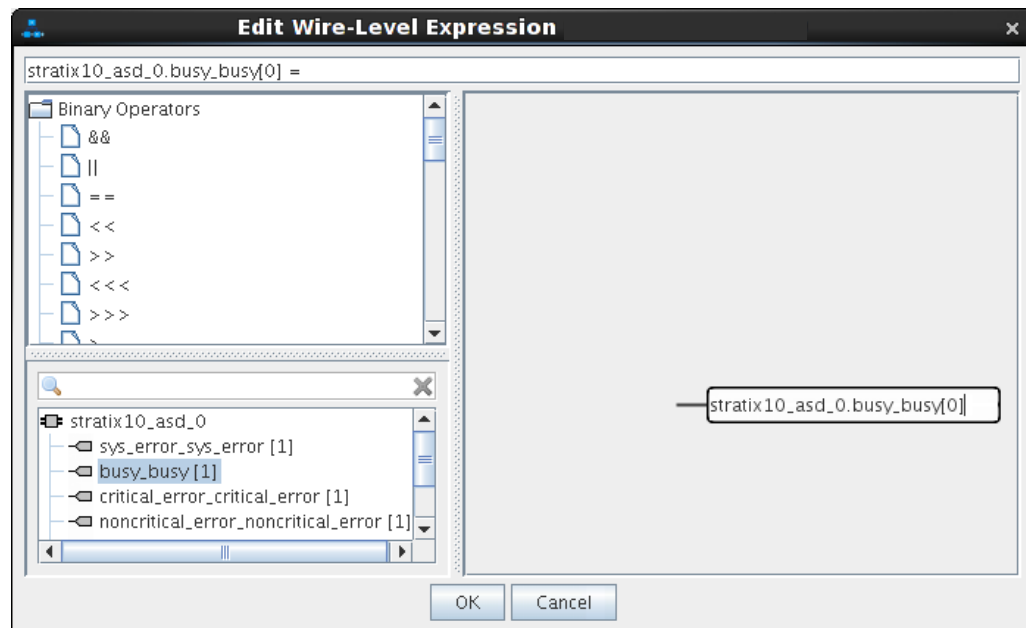 Edit Wire-Level Expression
stratix10_asd_0.busy_busy[0] =
Binary Operators
&&
||
==
<<
>>
<<<
>>>
stratix10_asd_0
sys_error_sys_error [1]
busy_busy [1]
critical_error_critical_error [1]
noncritical_error_noncritical_error [1]
stratix10_asd_0.busy_busy[0]
OK Cancel